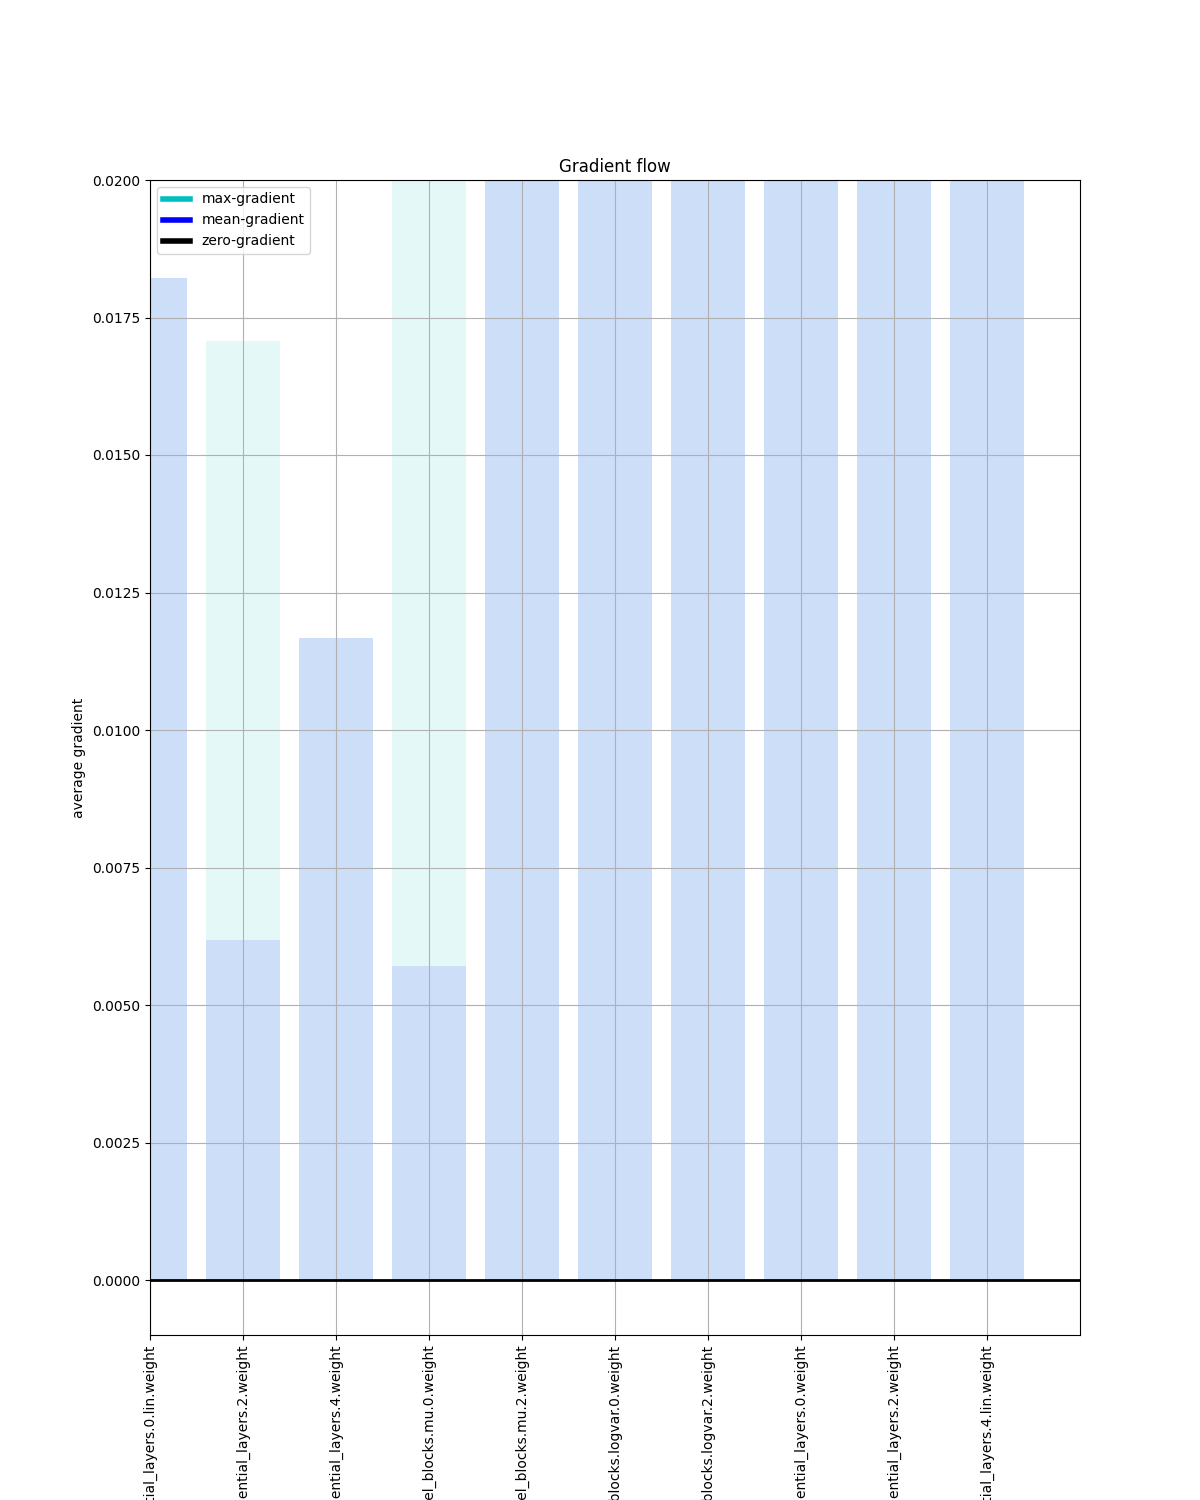 Gradient flow
max-gradient
mean-gradient
zero-gradient
0.0200
0.0175
0.0150
0.0125
0.0100
0.0075
0.0050
0.0025
0.0000
average gradient
tial_layers.0.lin.weight
ential_layers.2.weight
ential_layers.4.weight
el_blocks.mu.0.weight
el_blocks.mu.2.weight
blocks.logvar.0.weight
blocks.logvar.2.weight
ential_layers.0.weight
ential_layers.2.weight
tial_layers.4.lin.weight